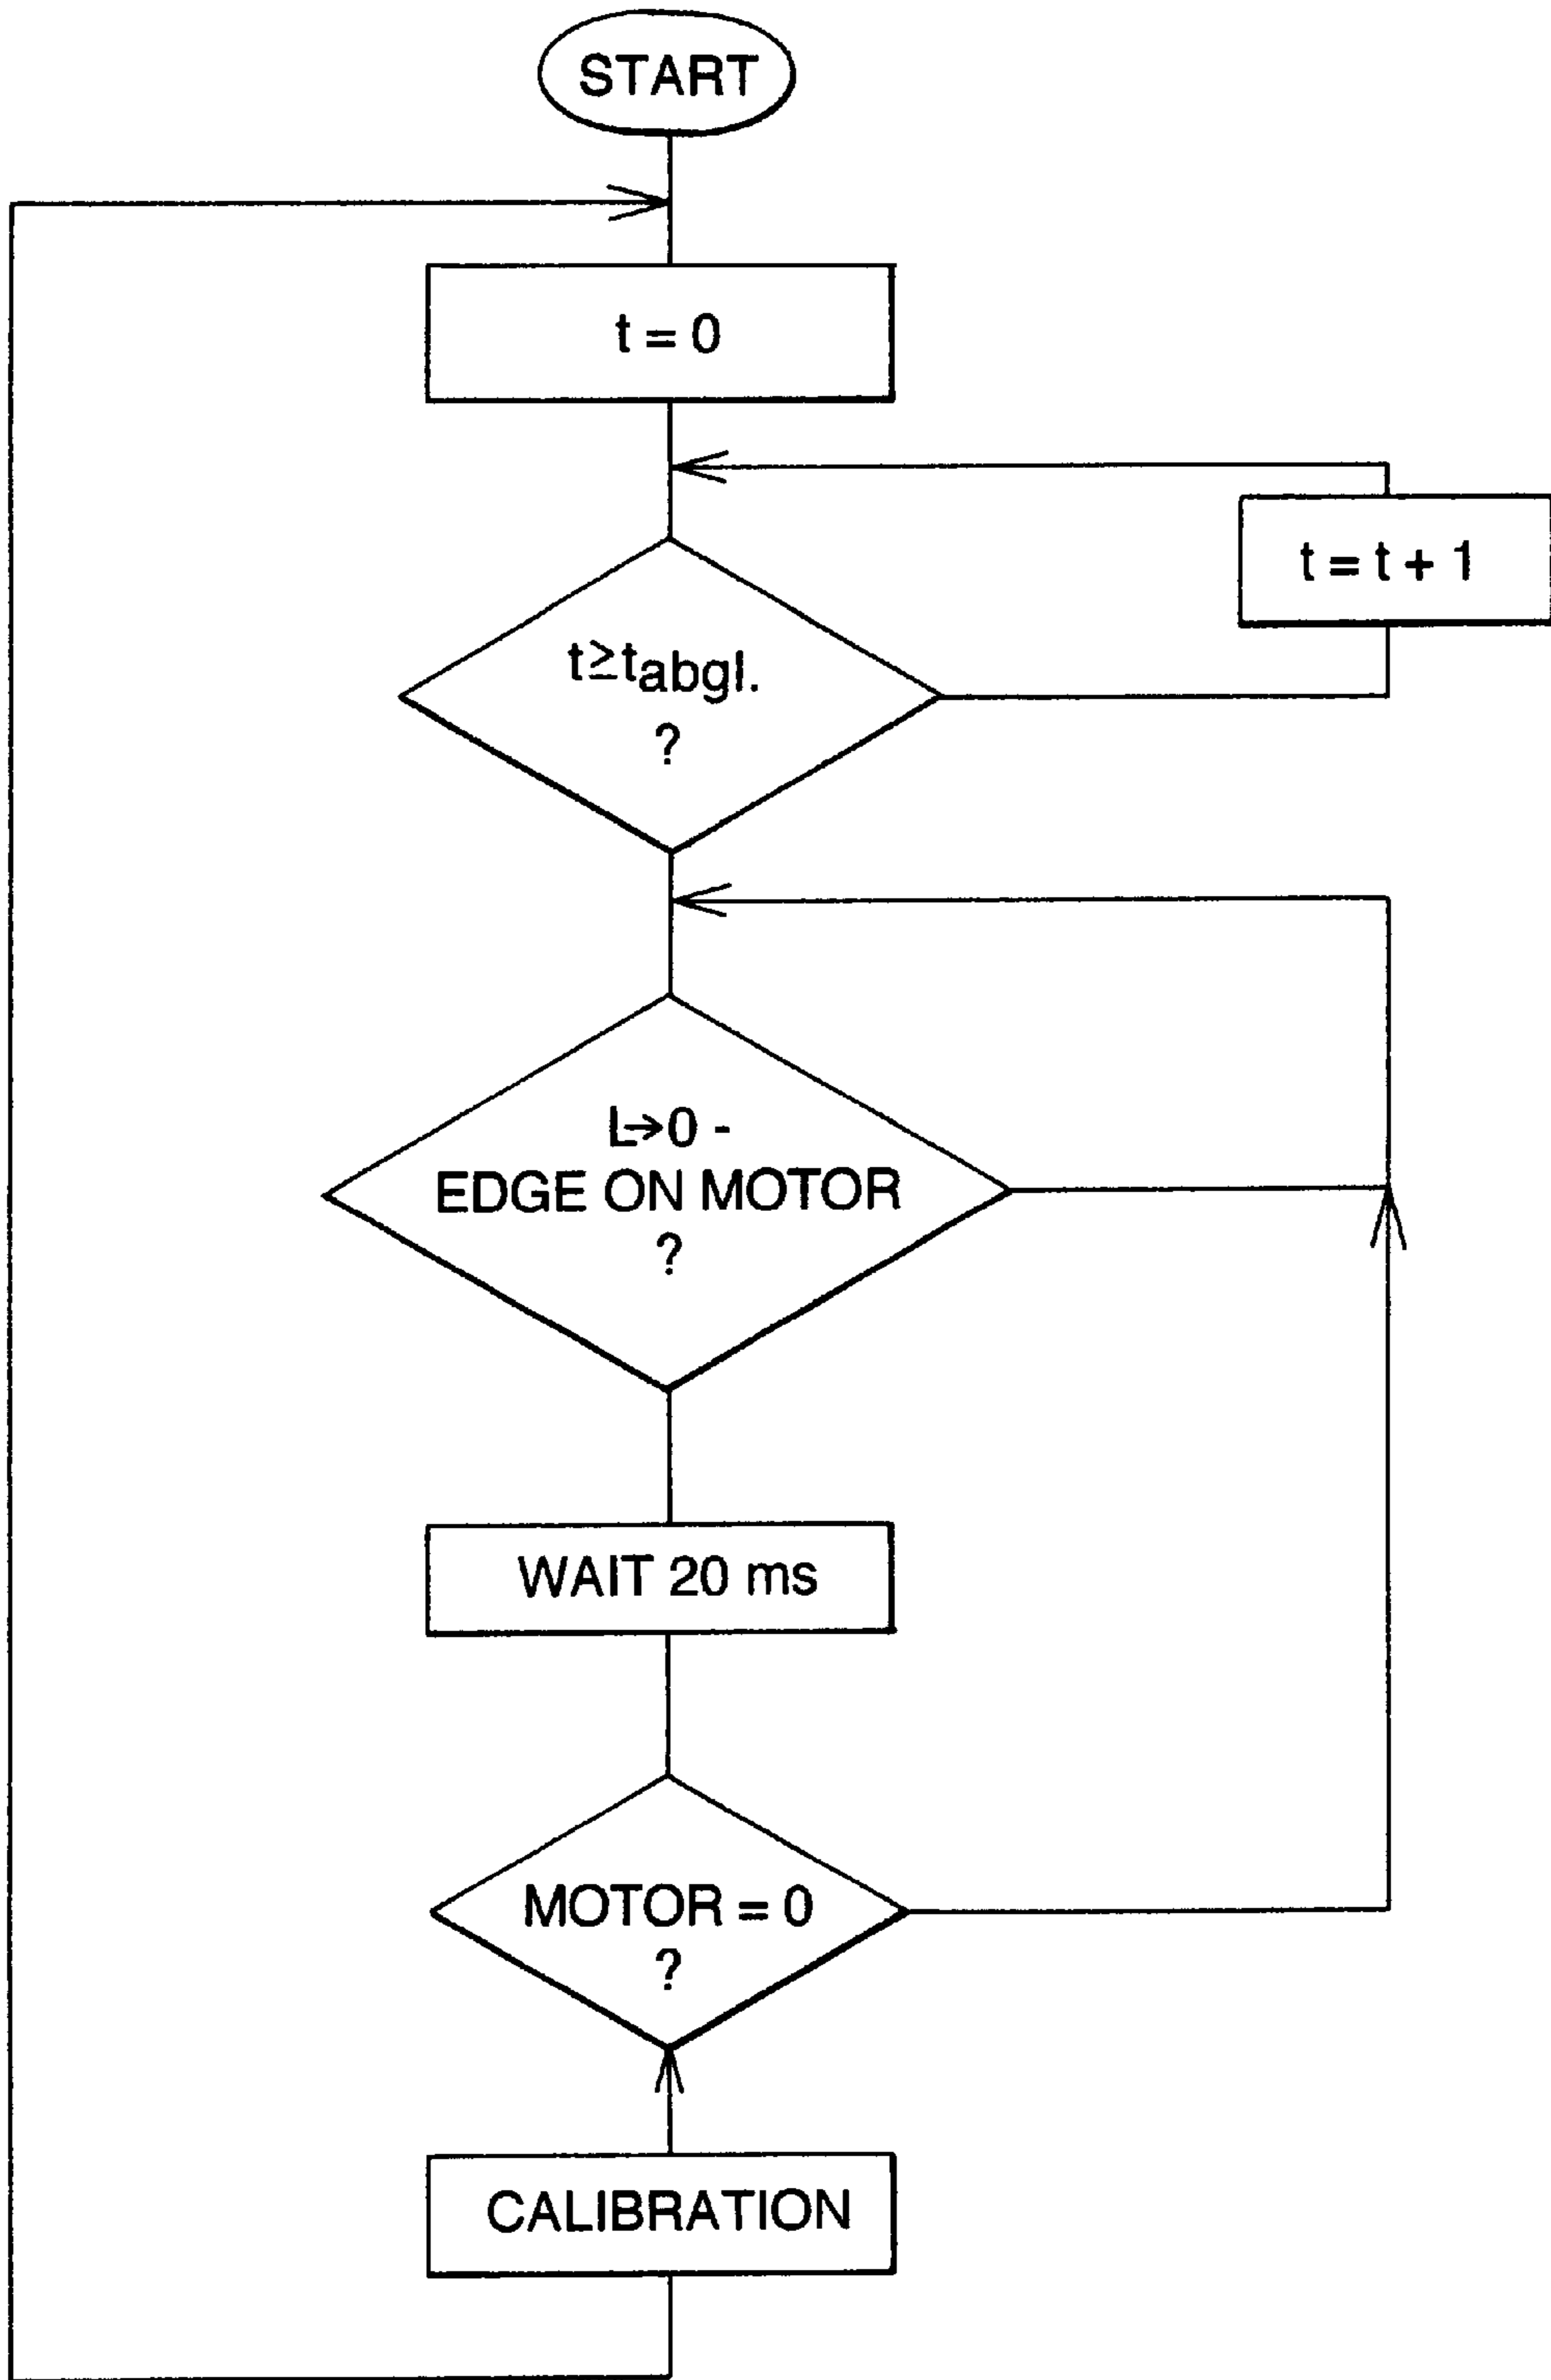 START
t = 0
t = t + 1
t≥tabgl.
?
L→0 -
EDGE ON MOTOR
?
WAIT 20 ms
MOTOR = 0
?
CALIBRATION